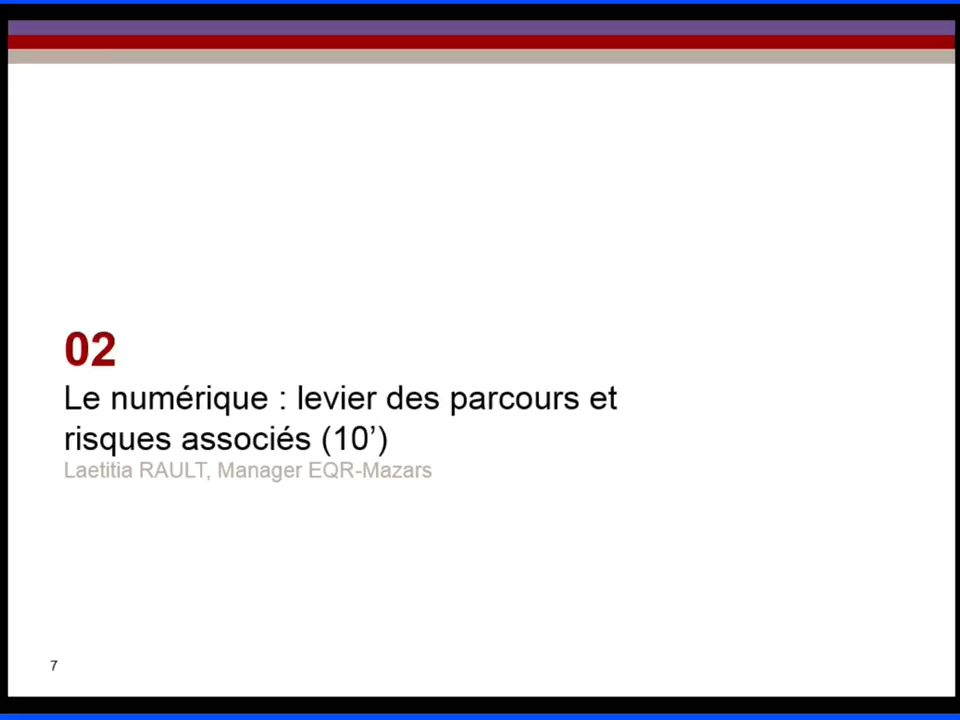 02
Le numérique : levier des parcours et
risques associés (10’)
Laetitia RAULT, Manager EQR-Mazars
7